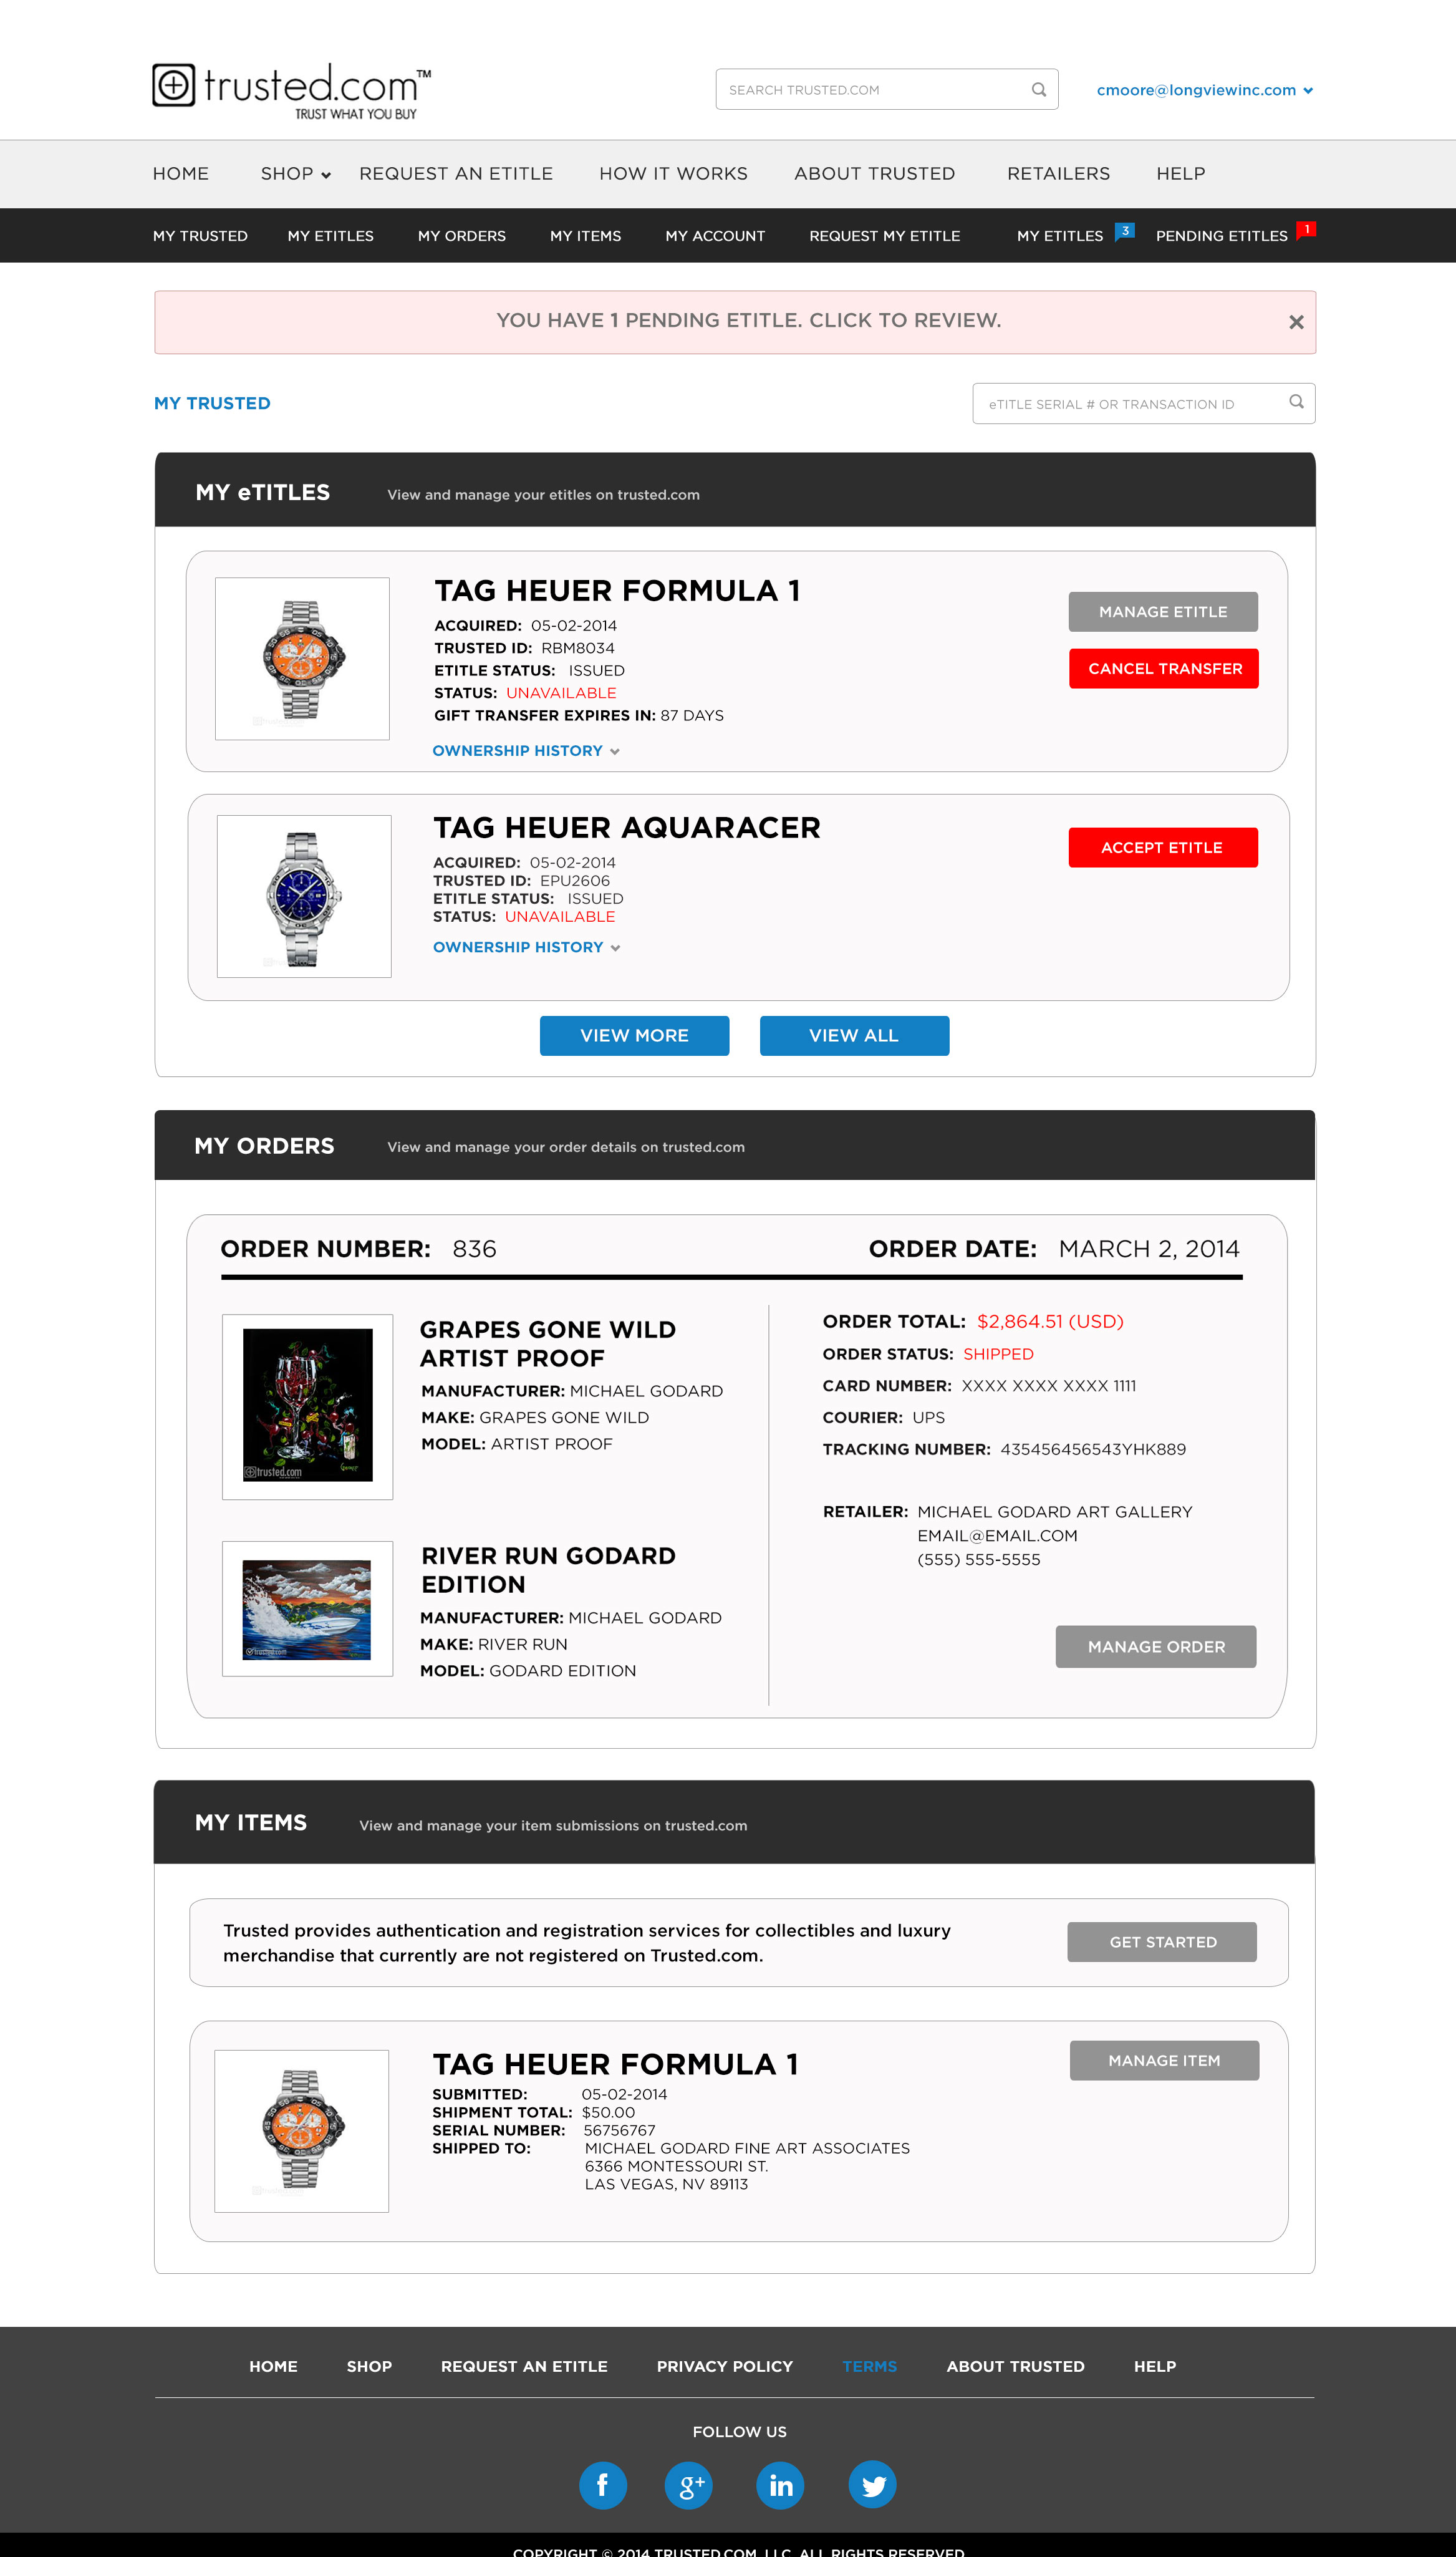 trusted.com™
TRUST WHAT YOU BUY
SEARCH TRUSTED.COM
cmoore@longviewinc.com
HOME SHOP REQUEST AN ETITLE HOW IT WORKS ABOUT TRUSTED RETAILERS HELP
MY TRUSTED MY ETITLES MY ORDERS MY ITEMS MY ACCOUNT REQUEST MY ETITLE MY ETITLES 3 PENDING ETITLES 1
YOU HAVE 1 PENDING ETITLE. CLICK TO REVIEW.
MY TRUSTED
eTITLE SERIAL # OR TRANSACTION ID
MY eTITLES View and manage your etitles on trusted.com
TAG HEUER FORMULA 1
ACQUIRED: 05-02-2014
TRUSTED ID: RBM8034
ETITLE STATUS: ISSUED
STATUS: UNAVAILABLE
GIFT TRANSFER EXPIRES IN: 87 DAYS
OWNERSHIP HISTORY
MANAGE ETITLE
CANCEL TRANSFER
TAG HEUER AQUARACER
ACQUIRED: 05-02-2014
TRUSTED ID: EPU2606
ETITLE STATUS: ISSUED
STATUS: UNAVAILABLE
OWNERSHIP HISTORY
ACCEPT ETITLE
VIEW MORE VIEW ALL
MY ORDERS View and manage your order details on trusted.com
ORDER NUMBER: 836 ORDER DATE: MARCH 2, 2014
trusted.com
GRAPES GONE WILD
ARTIST PROOF
MANUFACTURER: MICHAEL GODARD
MAKE: GRAPES GONE WILD
MODEL: ARTIST PROOF
trusted.com
RIVER RUN GODARD
EDITION
MANUFACTURER: MICHAEL GODARD
MAKE: RIVER RUN
MODEL: GODARD EDITION
ORDER TOTAL: $2,864.51 (USD)
ORDER STATUS: SHIPPED
CARD NUMBER: XXXX XXXX XXXX 1111
COURIER: UPS
TRACKING NUMBER: 435456456543YHK889
RETAILER: MICHAEL GODARD ART GALLERY
EMAIL@EMAIL.COM
(555) 555-5555
MANAGE ORDER
MY ITEMS View and manage your item submissions on trusted.com
Trusted provides authentication and registration services for collectibles and luxury
merchandise that currently are not registered on Trusted.com.
GET STARTED
TAG HEUER FORMULA 1
SUBMITTED: 05-02-2014
SHIPMENT TOTAL: $50.00
SERIAL NUMBER: 56756767
SHIPPED TO: MICHAEL GODARD FINE ART ASSOCIATES
6366 MONTESSOURI ST.
LAS VEGAS, NV 89113
MANAGE ITEM
HOME SHOP REQUEST AN ETITLE PRIVACY POLICY TERMS ABOUT TRUSTED HELP
FOLLOW US
f g+ in
COPYRIGHT © 2014 TRUSTED.COM, LLC. ALL RIGHTS RESERVED